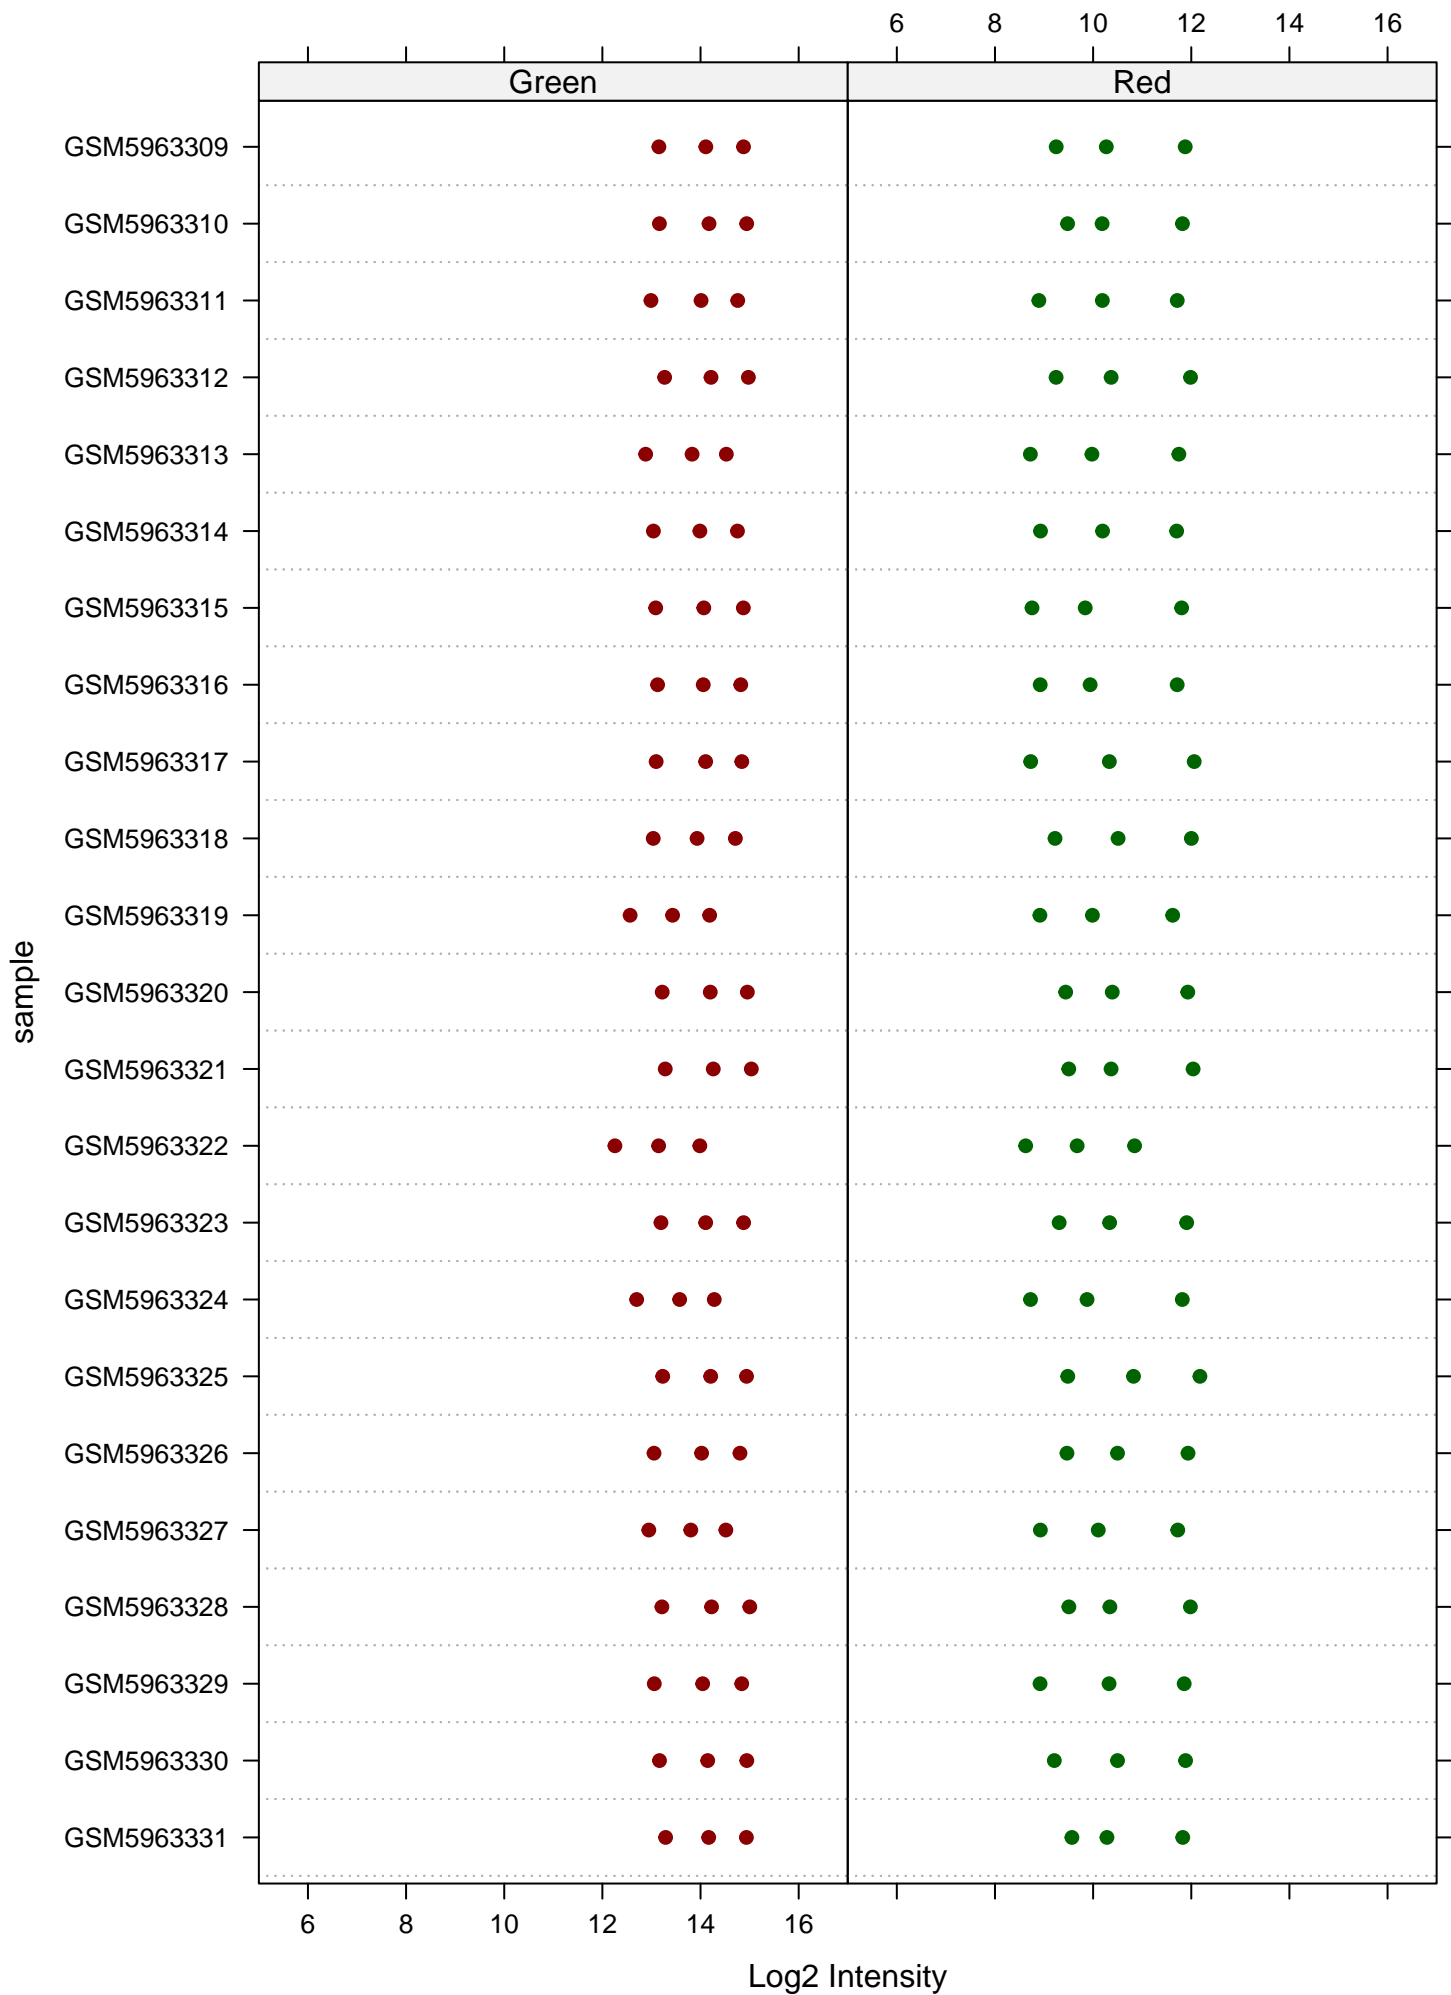 6 8 10 12 14 16
Green Red
GSM5963309
GSM5963310
GSM5963311
GSM5963312
GSM5963313
GSM5963314
GSM5963315
GSM5963316
GSM5963317
GSM5963318
GSM5963319
GSM5963320
GSM5963321
GSM5963322
GSM5963323
GSM5963324
GSM5963325
GSM5963326
GSM5963327
GSM5963328
GSM5963329
GSM5963330
GSM5963331
sample
6 8 10 12 14 16
Log2 Intensity